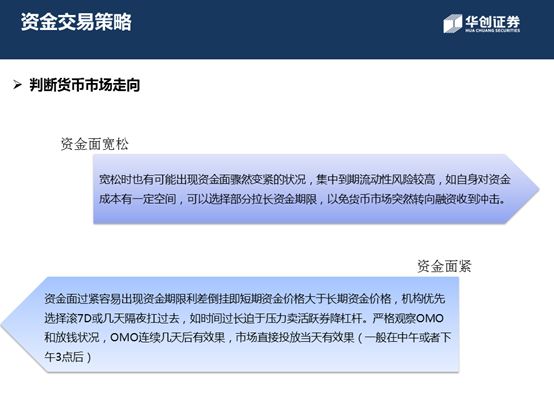 资金交易策略
华创证券
HUA CHUANG SECURITIES
判断货币市场走向
资金面宽松
宽松时也有可能出现资金面骤然变紧的状况，集中到期流动性风险较高，如自身对资金
成本有一定空间，可以选择部分拉长资金期限，以免货币市场突然转向融资收到冲击。
资金面紧
资金面过紧容易出现资金期限利差倒挂即短期资金价格大于长期资金价格，机构优先
选择滚7D或几天隔夜扛过去，如时间过长迫于压力卖活跃券降杠杆。严格观察OMO
和放钱状况，OMO连续几天后有效果，市场直接投放当天有效果（一般在中午或者下
午3点后）